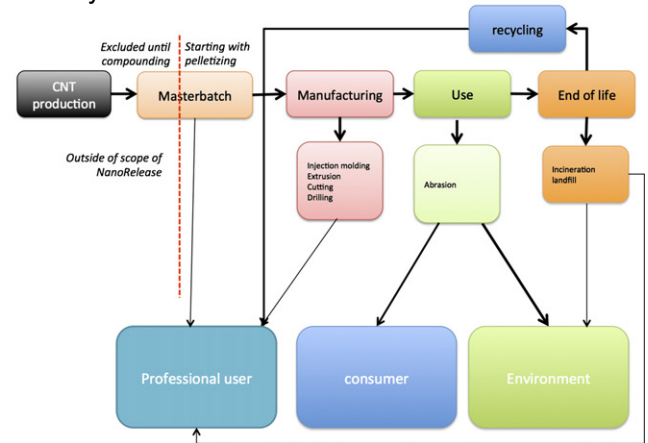 recycling
Excluded until
compounding
Starting with
pelletizing
CNT
production
Masterbatch
Manufacturing
Use
End of life
Outside of scope of
NanoRelease
Injection molding
Extrusion
Cutting
Drilling
Abrasion
Incineration
landfill
Professional user
consumer
Environment